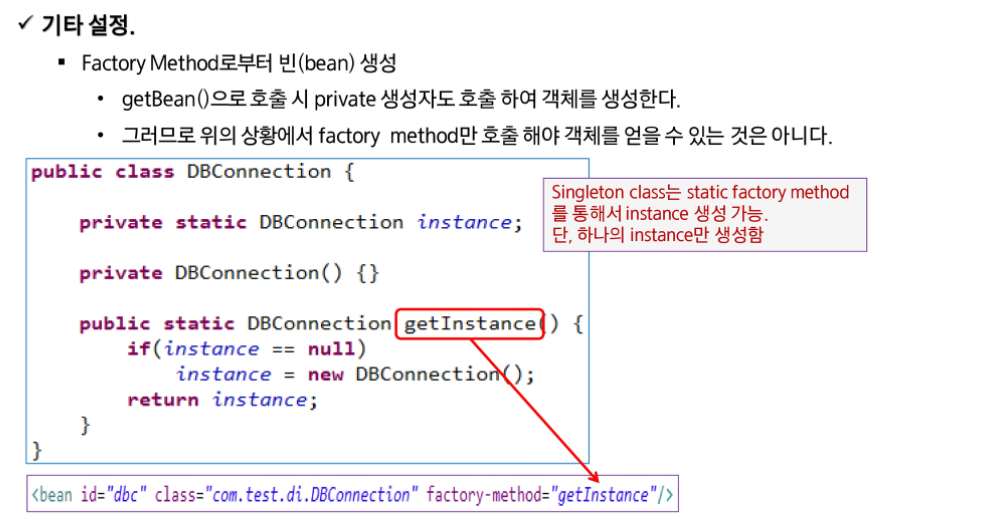 ✓ 기타 설정.
▪ Factory Method로부터 빈(bean) 생성
• getBean()으로 호출 시 private 생성자도 호출 하여 객체를 생성한다.
• 그러므로 위의 상황에서 factory method만 호출 해야 객체를 얻을 수 있는 것은 아니다.
public class DBConnection {
private static DBConnection instance;
private DBConnection() {}
public static DBConnection getInstance() {
if(instance == null)
instance = new DBConnection();
return instance;
}
}
Singleton class는 static factory method
를 통해서 instance 생성 가능.
단, 하나의 instance만 생성함
<bean id="dbc" class="com.test.di.DBConnection" factory-method="getInstance"/>